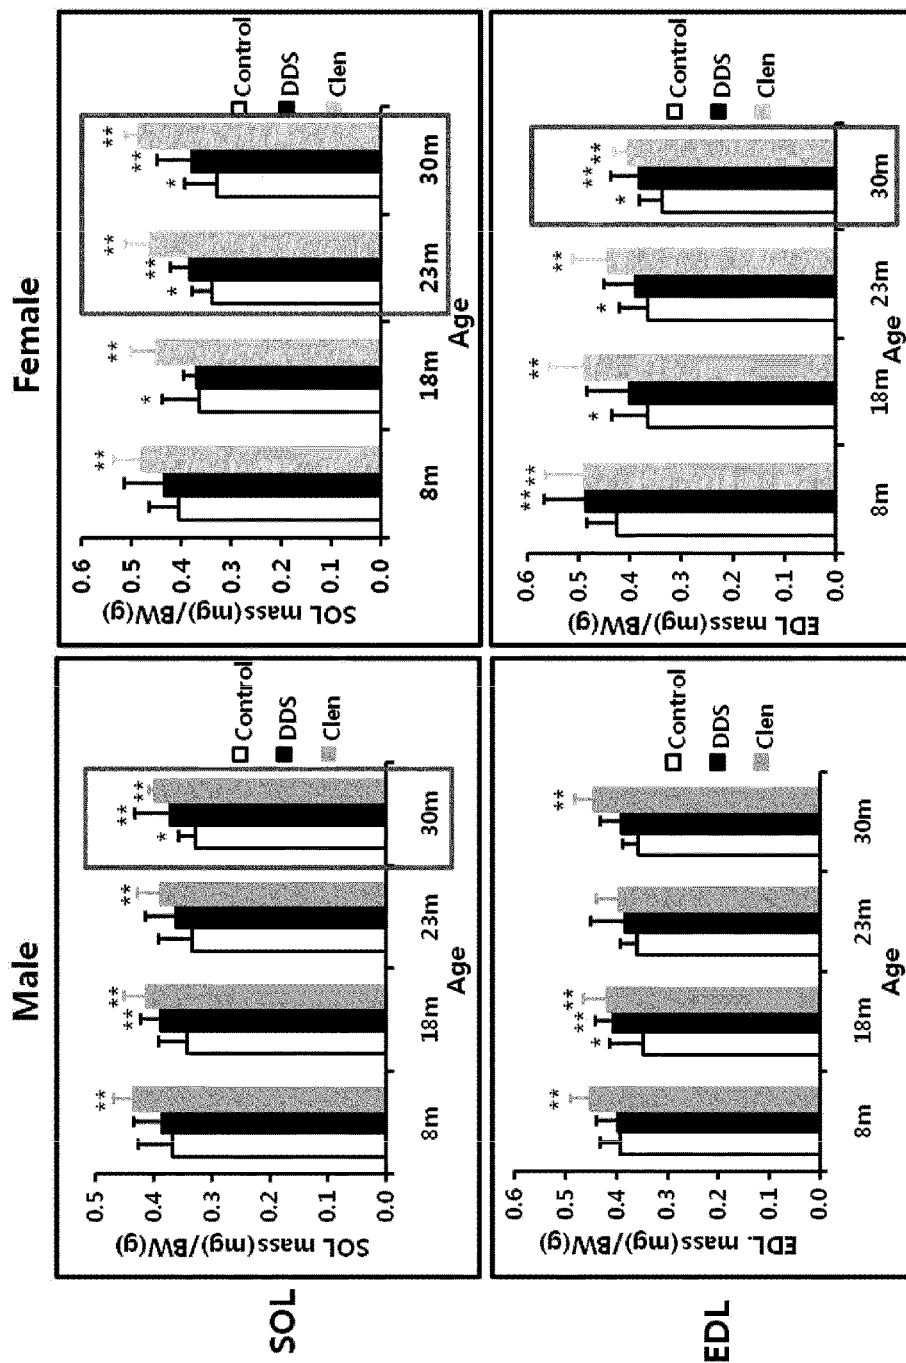 Male
Female
SOL
SOL mass(mg)/BW(g)
0.5
0.4
0.3
0.2
0.1
0.0
** ** ** ** * ** **
8m 18m 23m 30m
Age
Control
DDS
Clen
SOL mass(mg)/BW(g)
0.6
0.5
0.4
0.3
0.2
0.1
0.0
** * ** * ** ** * ** **
8m 18m 23m 30m
Age
Control
DDS
Clen
EDL
EDL. mass(mg)/BW(g)
0.6
0.5
0.4
0.3
0.2
0.1
0.0
** * ** ** **
8m 18m 23m 30m
Age
Control
DDS
Clen
EDL mass(mg)/BW(g)
0.6
0.5
0.4
0.3
0.2
0.1
0.0
** ** * ** * ** * ** **
8m 18m 23m 30m
Age
Control
DDS
Clen